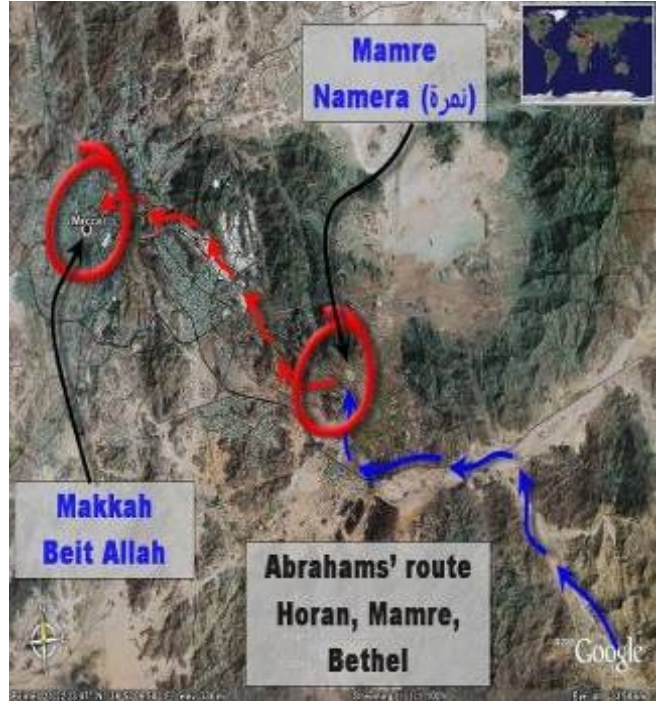 Mamre
Namera (نمرة)
Mecca
Makkah
Beit Allah
Abrahams' route
Horan, Mamre,
Bethel
Google